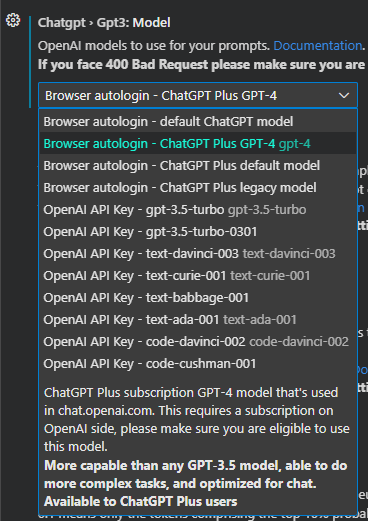 Chatgpt › Gpt3: Model
OpenAI models to use for your prompts. Documentation.
If you face 400 Bad Request please make sure you are
Browser autologin - ChatGPT Plus GPT-4
Browser autologin - default ChatGPT model
Browser autologin - ChatGPT Plus GPT-4 gpt-4
Browser autologin - ChatGPT Plus default model
Browser autologin - ChatGPT Plus legacy model
OpenAI API Key - gpt-3.5-turbo gpt-3.5-turbo
OpenAI API Key - gpt-3.5-turbo-0301
OpenAI API Key - text-davinci-003 text-davinci-003
OpenAI API Key - text-curie-001 text-curie-001
OpenAI API Key - text-babbage-001
OpenAI API Key - text-ada-001 text-ada-001
OpenAI API Key - code-davinci-002 code-davinci-002
OpenAI API Key - code-cushman-001
ChatGPT Plus subscription GPT-4 model that's used
in chat.openai.com. This requires a subscription on
OpenAI side, please make sure you are eligible to use
this model.
More capable than any GPT-3.5 model, able to do
more complex tasks, and optimized for chat.
Available to ChatGPT Plus users